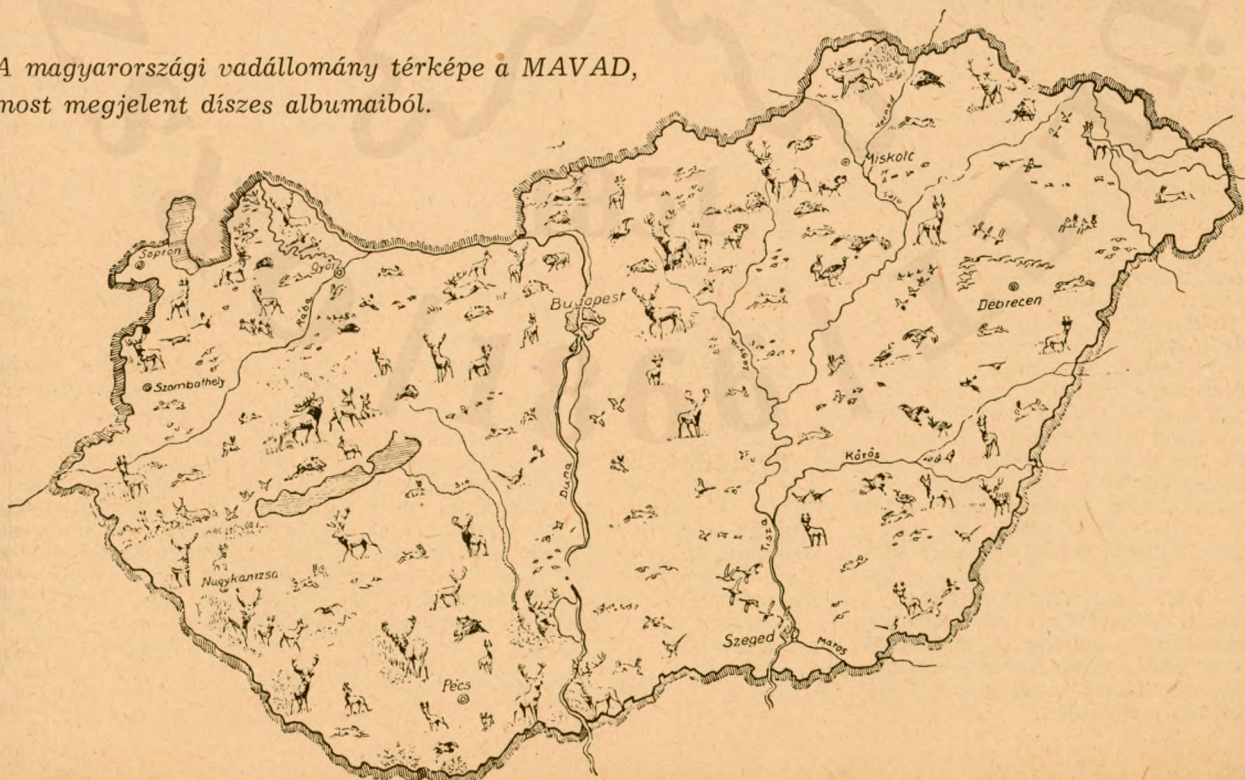 A magyarországi vadállomány térképe a MAVAD,
most megjelent díszes albumaiból.
Miskolc
Sopron
Győr
Rába
Budapest
Debrecen
Szombathely
Zagyva
Duna
Körös
Sió
Tisza
Nagykanizsa
Szeged
Maros
Pécs